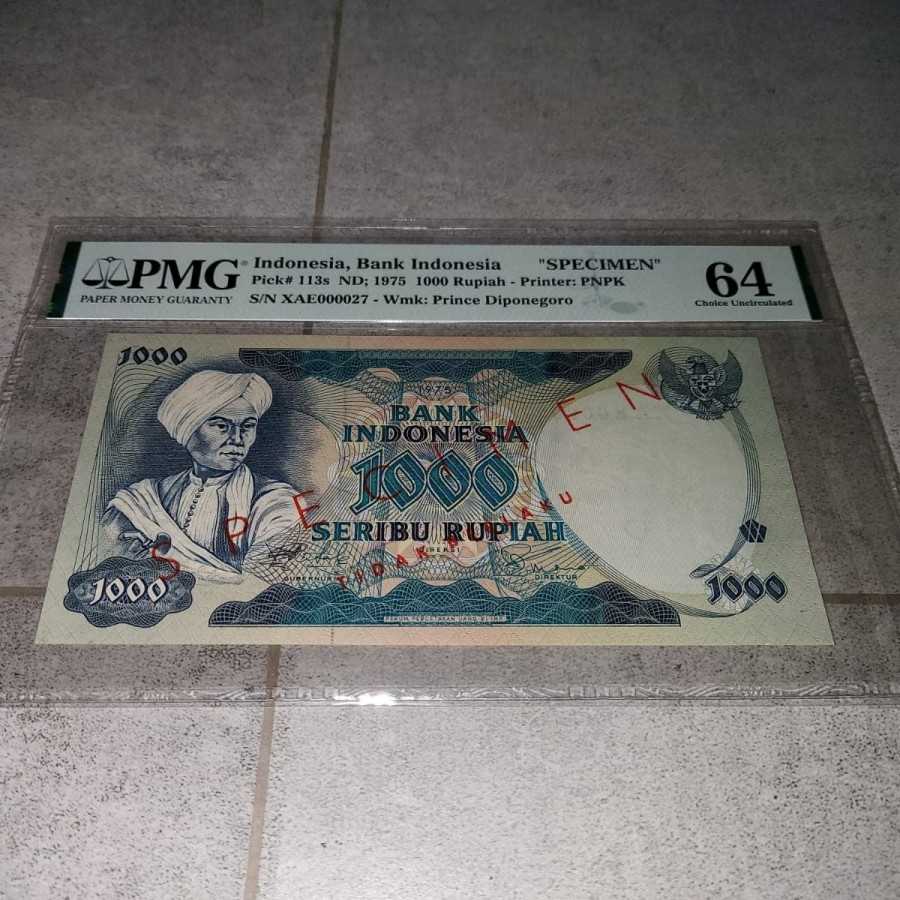 PMG
PAPER MONEY GUARANTY
Indonesia, Bank Indonesia "SPECIMEN"
Pick# 113s ND; 1975 1000 Rupiah - Printer: PNPK
S/N XAE000027 - Wmk: Prince Diponegoro
64
Choice Uncirculated
1000
1975
BANK
INDONESIA
1000
SERIBU RUPIAH
DIREKSI
GUBERNUR
DIREKTUR
1000
1000
SPECIMEN
TIDAK BERLAKU